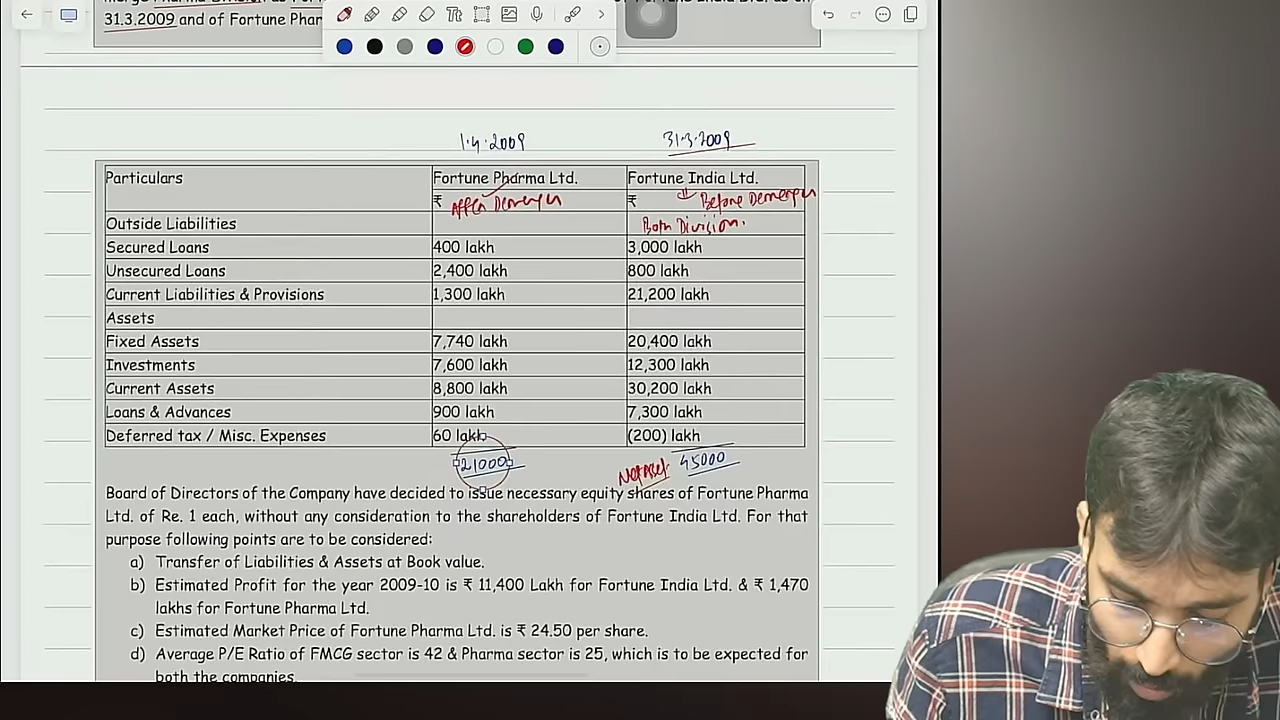 31.3.2009 and of Fortune Phar
1.4.2009 31.3.2009
Particulars Fortune Pharma Ltd. Fortune India Ltd.
₹ After Demerger ₹ Before Demerger
Outside Liabilities Both Division.
Secured Loans 400 lakh 3,000 lakh
Unsecured Loans 2,400 lakh 800 lakh
Current Liabilities & Provisions 1,300 lakh 21,200 lakh
Assets
Fixed Assets 7,740 lakh 20,400 lakh
Investments 7,600 lakh 12,300 lakh
Current Assets 8,800 lakh 30,200 lakh
Loans & Advances 900 lakh 7,300 lakh
Deferred tax / Misc. Expenses 60 lakh (200) lakh
21000 Net Asset 45000
Board of Directors of the Company have decided to issue necessary equity shares of Fortune Pharma
Ltd. of Re. 1 each, without any consideration to the shareholders of Fortune India Ltd. For that
purpose following points are to be considered:
a) Transfer of Liabilities & Assets at Book value.
b) Estimated Profit for the year 2009-10 is ₹ 11,400 Lakh for Fortune India Ltd. & ₹ 1,470
lakhs for Fortune Pharma Ltd.
c) Estimated Market Price of Fortune Pharma Ltd. is ₹ 24.50 per share.
d) Average P/E Ratio of FMCG sector is 42 & Pharma sector is 25, which is to be expected for
both the companies.